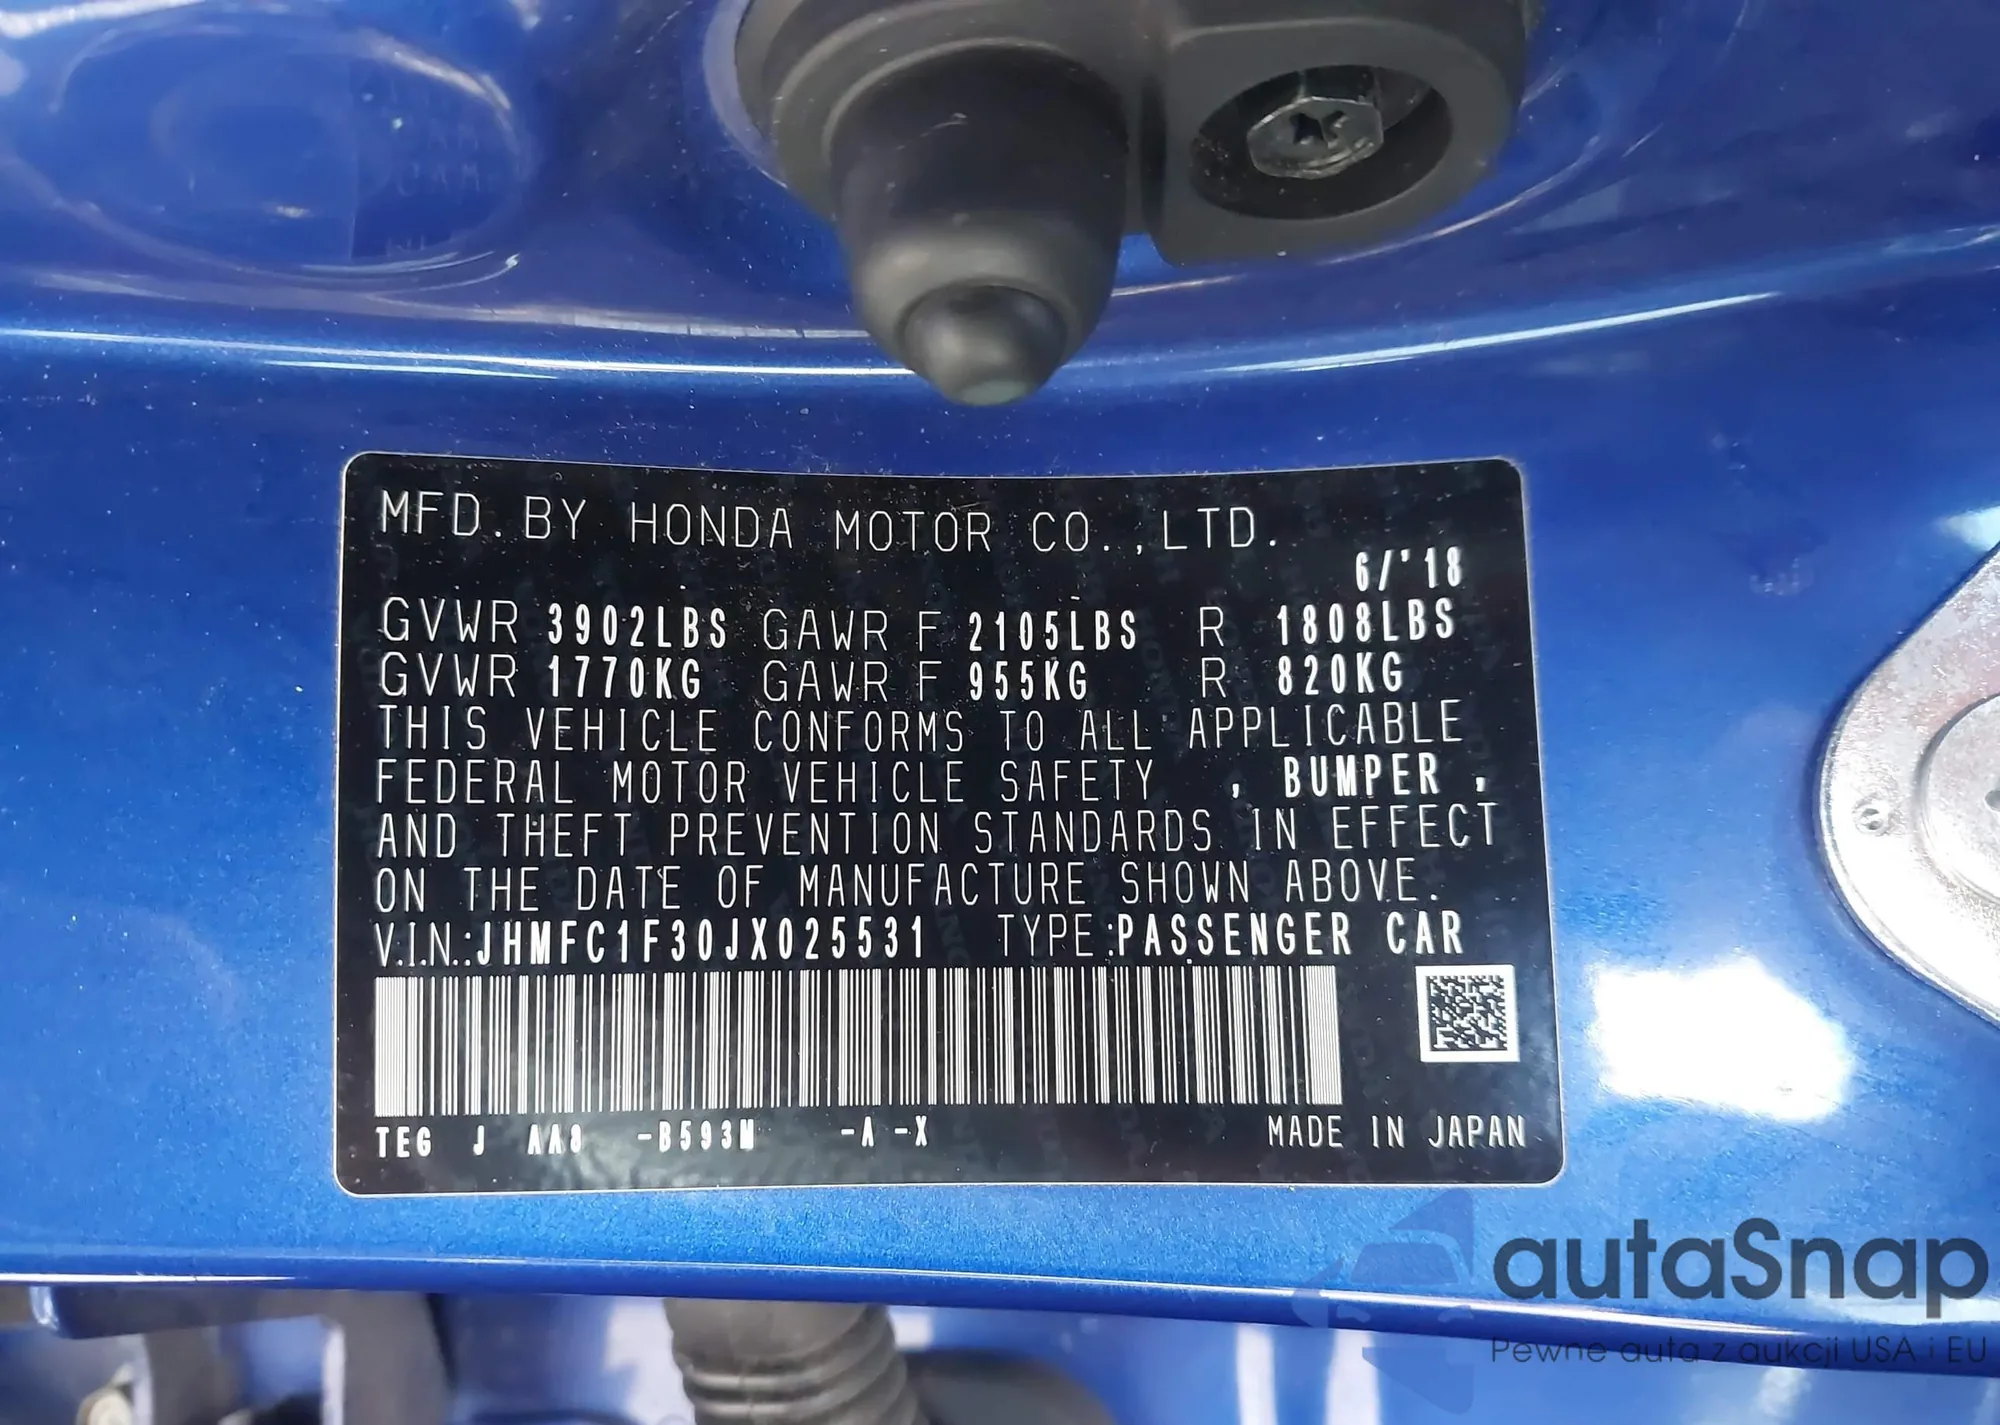 MFD. BY HONDA MOTOR CO.,LTD.
6/'18
GVWR 3902LBS GAWR F 2105LBS R 1808LBS
GVWR 1770KG GAWR F 955KG R 820KG
THIS VEHICLE CONFORMS TO ALL APPLICABLE
FEDERAL MOTOR VEHICLE SAFETY , BUMPER ,
AND THEFT PREVENTION STANDARDS IN EFFECT
ON THE DATE OF MANUFACTURE SHOWN ABOVE.
V.I.N.:JHMFC1F30JX025531 TYPE:PASSENGER CAR
TEG J AA8 -B593M -A -X MADE IN JAPAN
autaSnap
Pewne auta z aukcji USA i EU